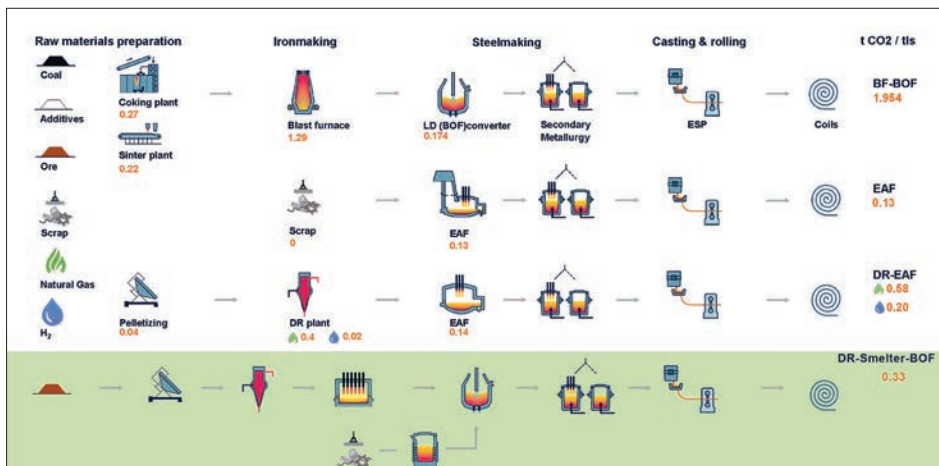 Raw materials preparation
Ironmaking
Steelmaking
Casting & rolling
t CO2 / tls
Coal
Additives
Ore
Scrap
Natural Gas
H2
Coking plant
0.27
Sinter plant
0.22
Blast furnace
1.29
LD (BOF)converter
0.174
Secondary
Metallurgy
ESP
Coils
BF-BOF
1.954
Scrap
0
EAF
0.13
EAF
0.13
Pelletizing
0.04
DR plant
0.4 0.02
EAF
0.14
DR-EAF
0.58
0.20
DR-Smelter-BOF
0.33